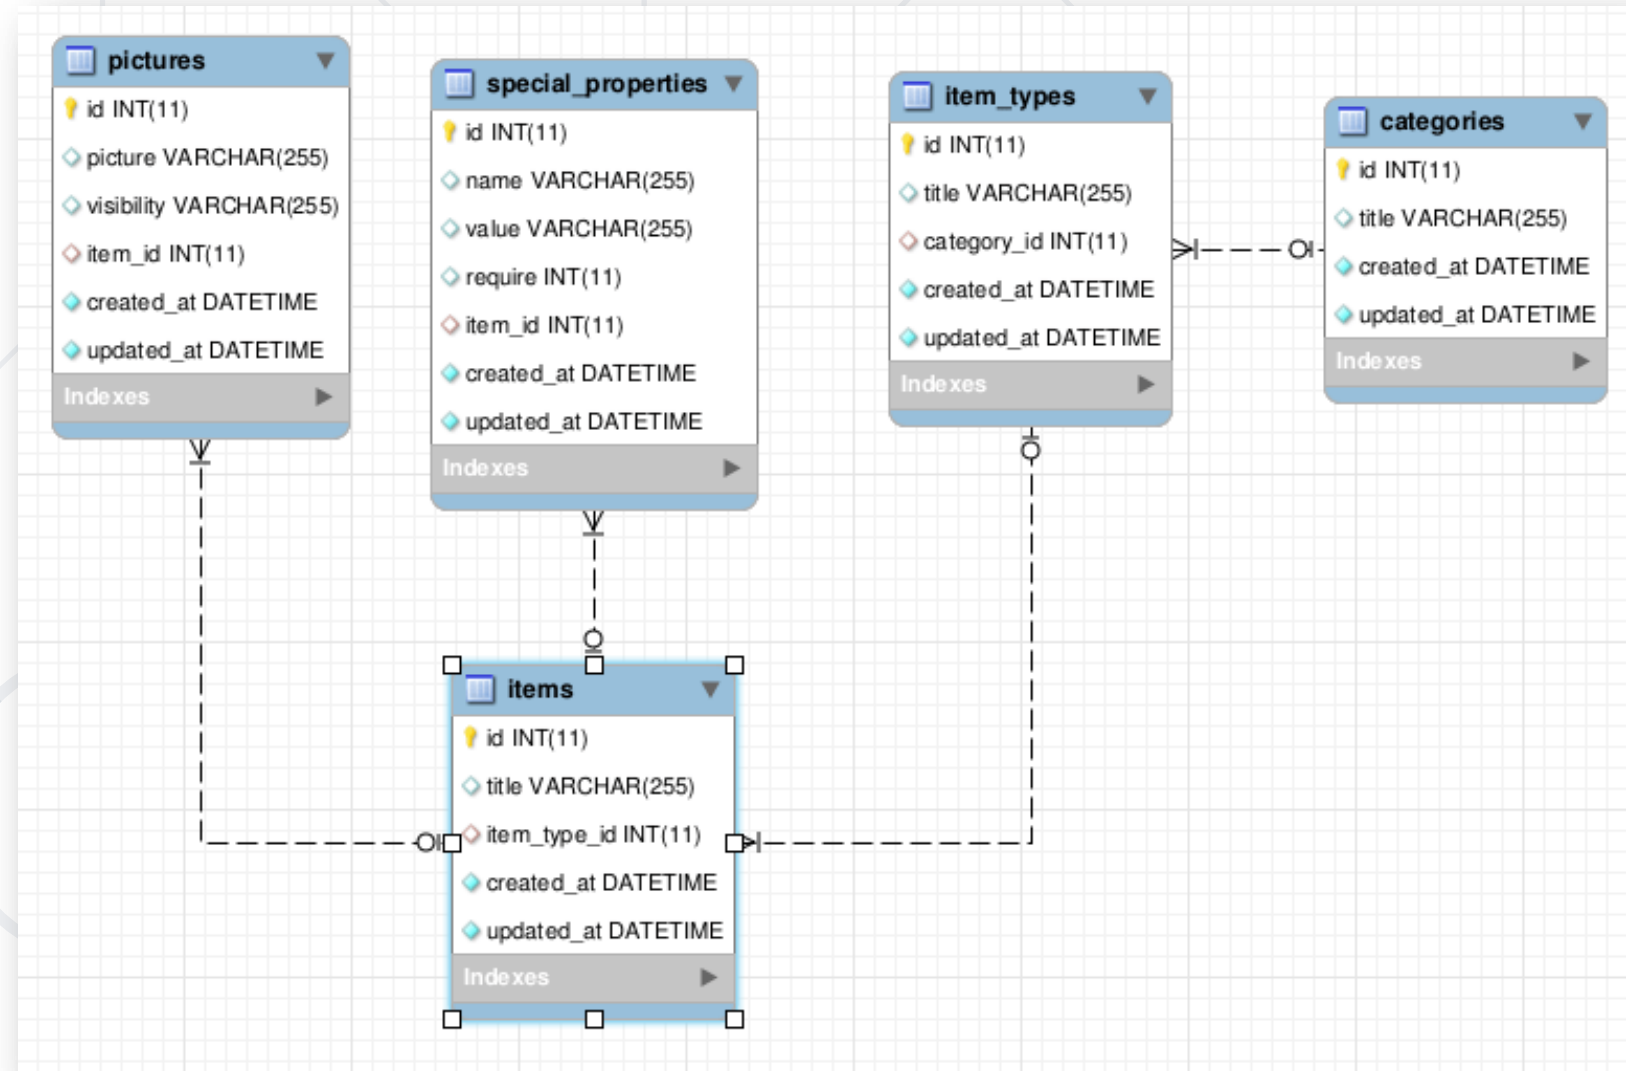 pictures
id INT(11)
picture VARCHAR(255)
visibility VARCHAR(255)
item_id INT(11)
created_at DATETIME
updated_at DATETIME
Indexes
special_properties
id INT(11)
name VARCHAR(255)
value VARCHAR(255)
require INT(11)
item_id INT(11)
created_at DATETIME
updated_at DATETIME
Indexes
item_types
id INT(11)
title VARCHAR(255)
category_id INT(11)
created_at DATETIME
updated_at DATETIME
Indexes
categories
id INT(11)
title VARCHAR(255)
created_at DATETIME
updated_at DATETIME
Indexes
items
id INT(11)
title VARCHAR(255)
item_type_id INT(11)
created_at DATETIME
updated_at DATETIME
Indexes